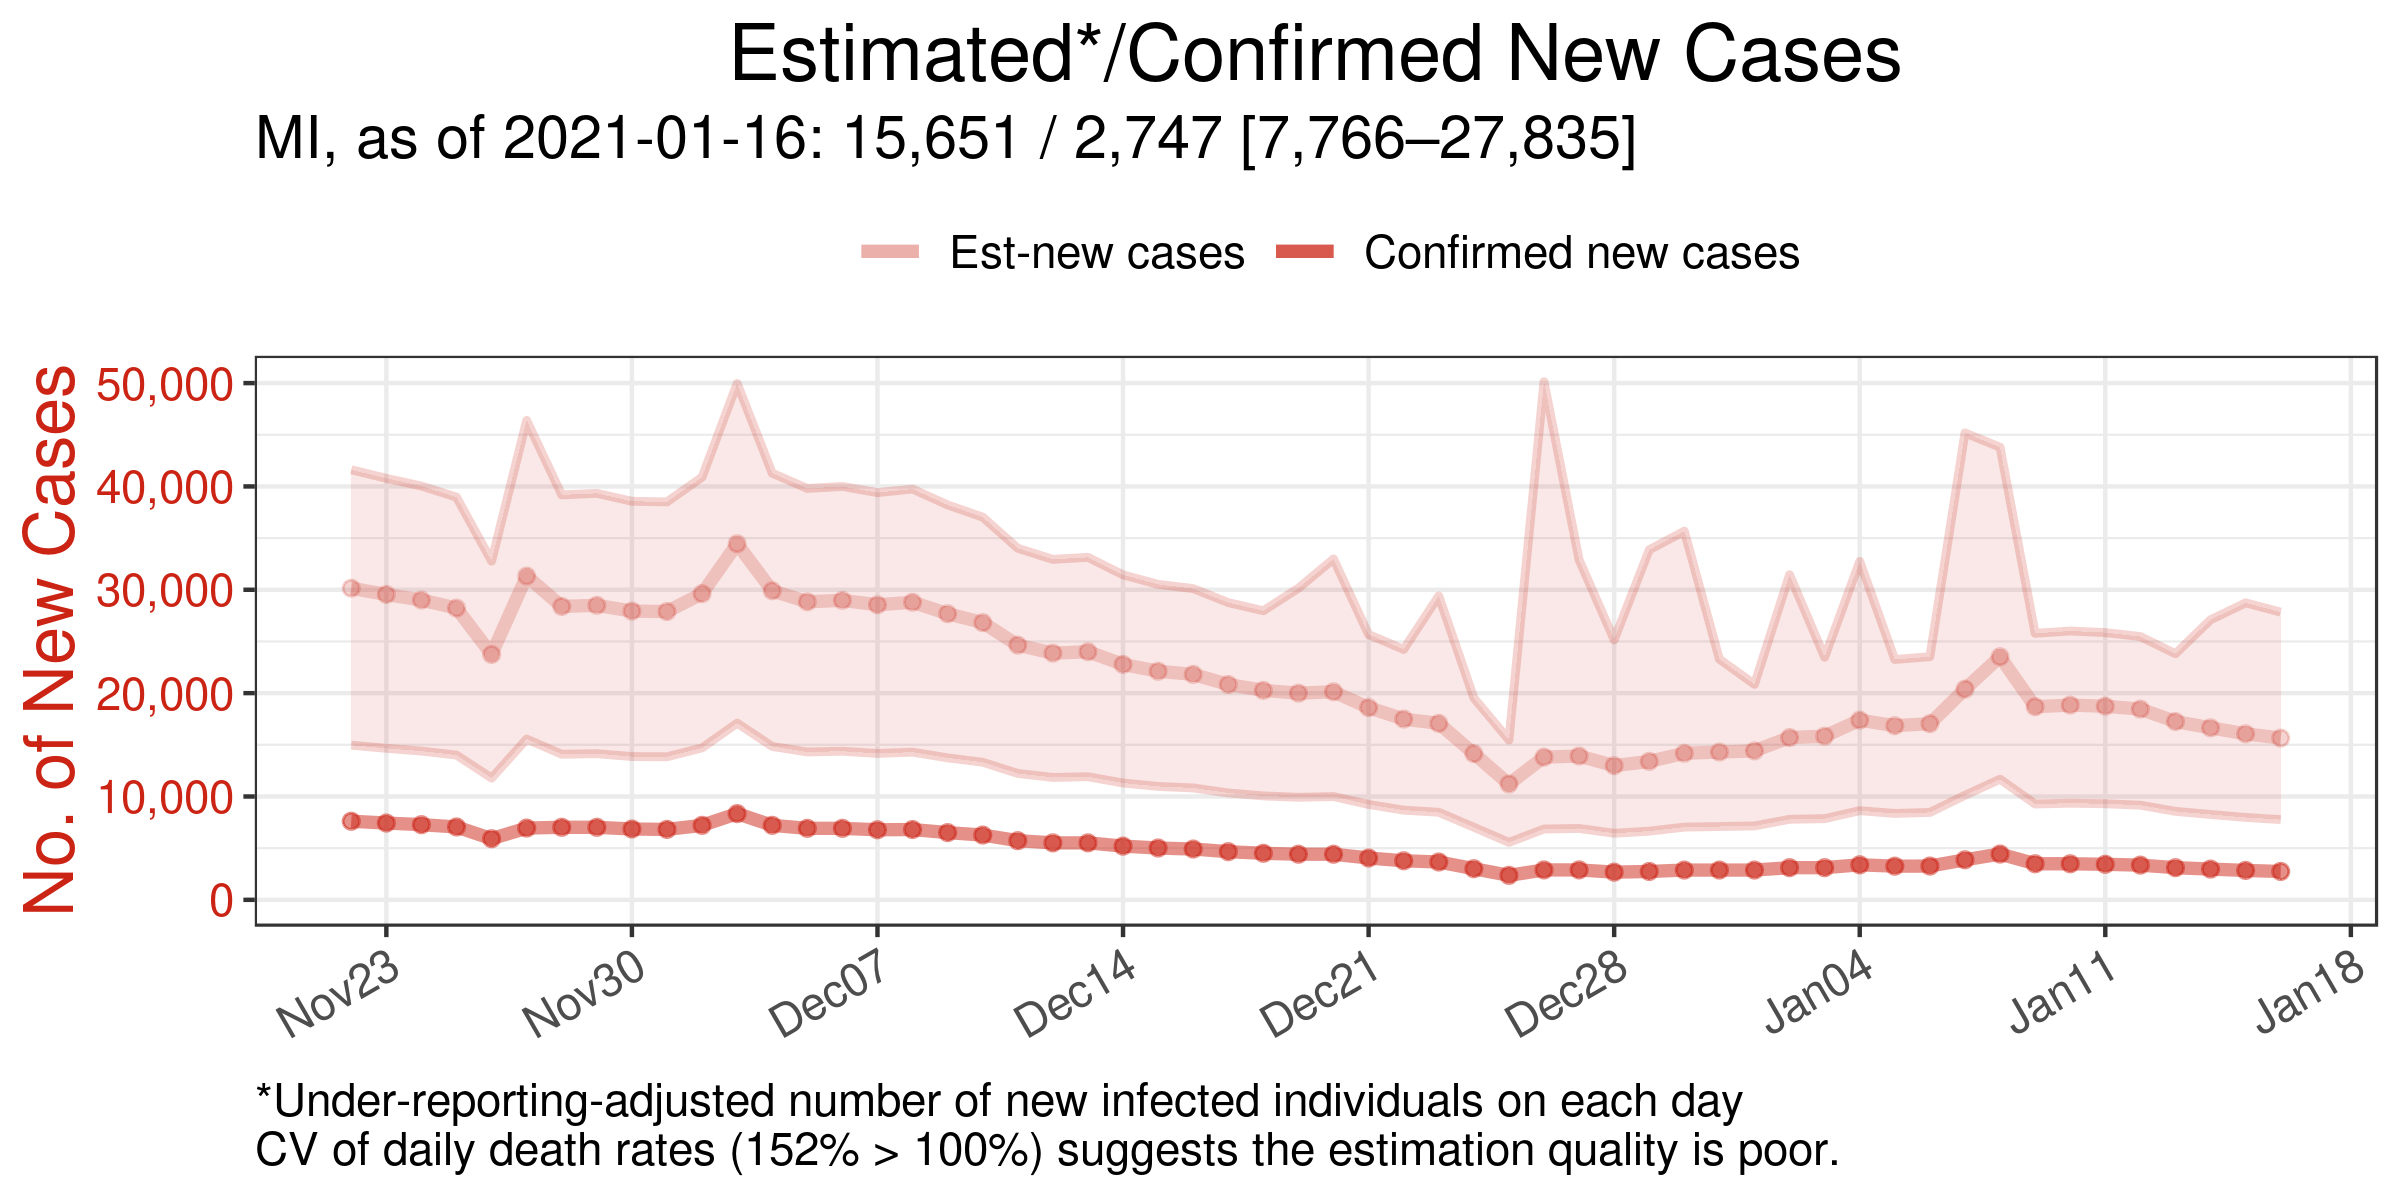 Estimated*/Confirmed New Cases
MI, as of 2021-01-16: 15,651 / 2,747 [7,766–27,835]
Est-new cases
Confirmed new cases
No. of New Cases
50,000
40,000
30,000
20,000
10,000
0
Nov23
Nov30
Dec07
Dec14
Dec21
Dec28
Jan04
Jan11
Jan18
*Under-reporting-adjusted number of new infected individuals on each day
CV of daily death rates (152% > 100%) suggests the estimation quality is poor.